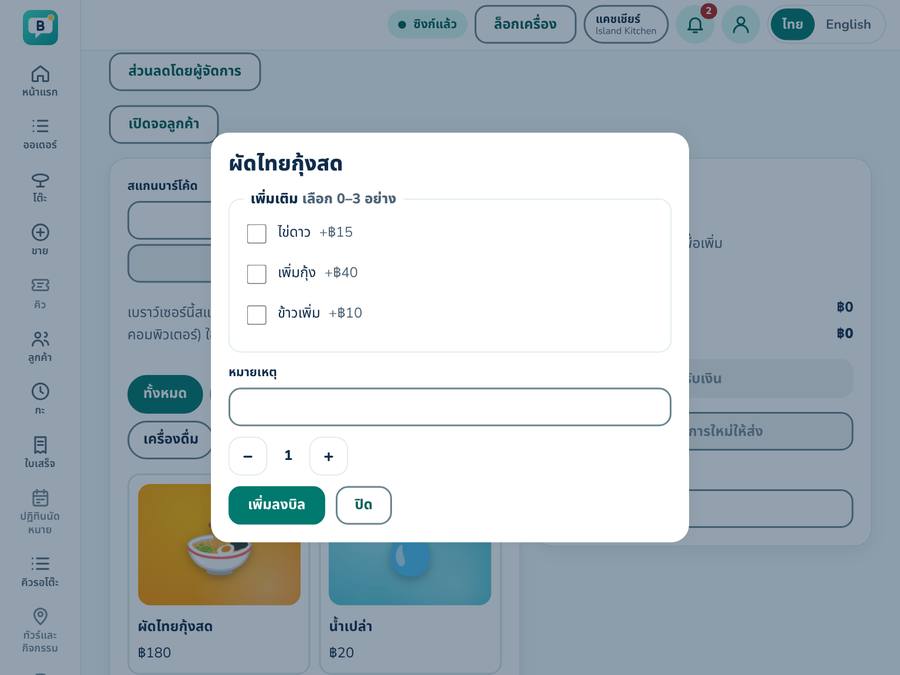 B
ซิงก์แล้ว
ล็อกเครื่อง
แคชเชียร์
Island Kitchen
2
ไทย
English
หน้าแรก
ออเดอร์
โต๊ะ
ขาย
คิว
ลูกค้า
กะ
ใบเสร็จ
ปฏิทินนัด
หมาย
คิวรอโต๊ะ
ทัวร์และ
กิจกรรม
ส่วนลดโดยผู้จัดการ
เปิดจอลูกค้า
สแกนบาร์โค้ด
เบราว์เซอร์นี้
คอมพิวเตอร์)
ทั้งหมด
เครื่องดื่ม
ผัดไทยกุ้งสด
เพิ่มเติม เลือก 0–3 อย่าง
ไข่ดาว +฿15
เพิ่มกุ้ง +฿40
ข้าวเพิ่ม +฿10
หมายเหตุ
− 1 +
เพิ่มลงบิล
ปิด
เพิ่ม
฿0
฿0
รับเงิน
การใหม่ให้ส่ง
ผัดไทยกุ้งสด
฿180
น้ำเปล่า
฿20